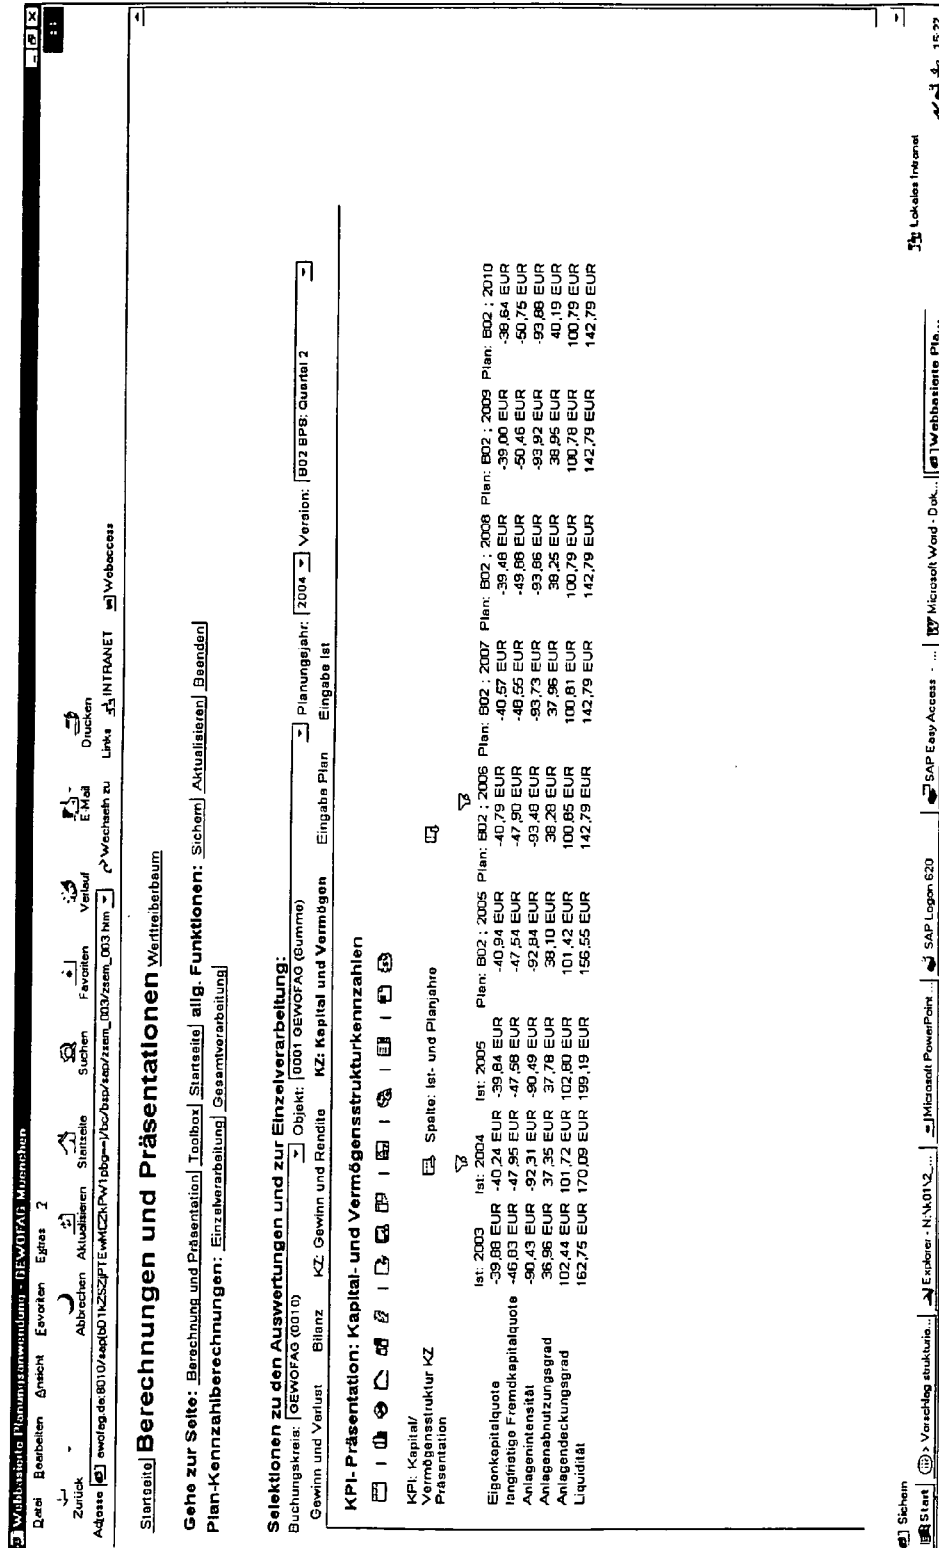 Webbasierte Planungsanwendung - GEWOFAG Muenchen
Datei Bearbeiten Ansicht Favoriten Extras ?
Zurück Abbrechen Aktualisieren Startseite Suchen Favoriten Verlauf E-Mail Drucken
Adresse Wechseln zu Links INTRANET Webaccess
Startseite Berechnungen und Präsentationen Werttreiberbaum
Gehe zur Seite: Berechnung und Präsentation Toolbox Startseite allg. Funktionen: Sichern Aktualisieren Beenden
Plan-Kennzahlberechnungen: Einzelverarbeitung Gesamtverarbeitung
Selektionen zu den Auswertungen und zur Einzelverarbeitung:
Buchungskreis: GEWOFAG (0010) Objekt: 0001 GEWOFAG (Summe) Planungsjahr: 2004 Version: B02 BPS: Quartal 2
Gewinn und Verlust Bilanz KZ: Gewinn und Rendite KZ: Kapital und Vermögen Eingabe Plan Eingabe Ist
KPI- Präsentation: Kapital- und Vermögensstrukturkennzahlen
KPI: Kapital/
Vermögensstruktur KZ Spalte: Ist- und Planjahre
Präsentation
Ist: 2003 Ist: 2004 Ist: 2005 Plan: B02 ; 2005 Plan: B02 ; 2006 Plan: B02 ; 2007 Plan: B02 ; 2008 Plan: B02 ; 2009 Plan: B02 ; 2010
Eigenkapitalquote -39,88 EUR -40,24 EUR -39,84 EUR -40,94 EUR -40,79 EUR -40,57 EUR -39,48 EUR -39,00 EUR -38,64 EUR
langfristige Fremdkapitalquote -46,83 EUR -47,95 EUR -47,58 EUR -47,54 EUR -47,90 EUR -48,55 EUR -49,88 EUR -50,46 EUR -50,75 EUR
Anlagenintensität -90,43 EUR -92,31 EUR -90,49 EUR -92,84 EUR -93,48 EUR -93,73 EUR -93,86 EUR -93,92 EUR -93,88 EUR
Anlagenabnutzungsgrad 36,96 EUR 37,35 EUR 37,78 EUR 38,10 EUR 38,28 EUR 37,96 EUR 38,25 EUR 38,95 EUR 40,19 EUR
Anlagendeckungsgrad 102,44 EUR 101,72 EUR 102,80 EUR 101,42 EUR 100,85 EUR 100,81 EUR 100,79 EUR 100,78 EUR 100,79 EUR
Liquidität 162,75 EUR 170,09 EUR 199,19 EUR 156,55 EUR 142,79 EUR 142,79 EUR 142,79 EUR 142,79 EUR 142,79 EUR
Sichern Lokales Intranet
Start Vorschlag strukturie... Explorer - N:\k01\2_... Microsoft PowerPoint ... SAP Logon 620 SAP Easy Access - ... Microsoft Word - Dok... Webbasierte Pla... 15:22